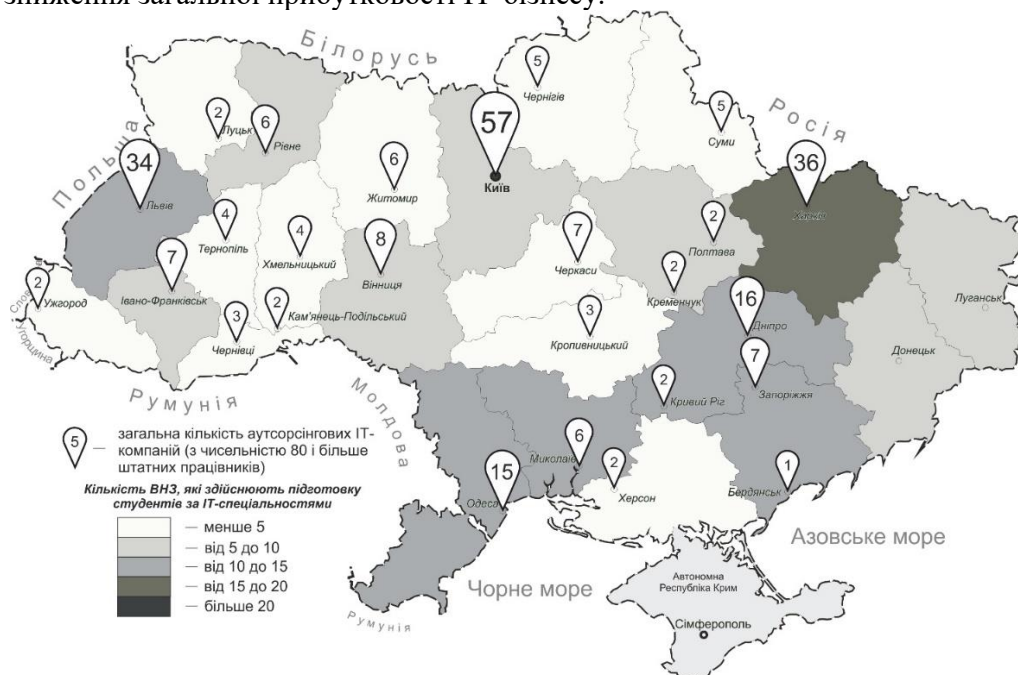 зниження загальної прибутковості ІТ-бізнесу.
Білорусь
Польща
Росія
5
Чернігів
5
Суми
2
Луцьк
6
Рівне
57
Київ
34
Львів
6
Житомир
36
Харків
4
Тернопіль
4
Хмельницький
8
Вінниця
7
Черкаси
2
Полтава
2
Кременчук
Луганськ
2
Ужгород
7
Івано-Франківськ
2
Кам'янець-Подільський
3
Чернівці
3
Кропивницький
16
Дніпро
Донецьк
7
Запоріжжя
2
Кривий Ріг
Угорщина
Румунія
Молдова
6
Миколаїв
2
Херсон
1
Бердянськ
15
Одеса
5 — загальна кількість аутсорсінгових ІТ-
компаній (з чисельністю 80 і більше
штатних працівників)
Кількість ВНЗ, які здійснюють підготовку
студентів за ІТ-спеціальностями
— менше 5
— від 5 до 10
— від 10 до 15
— від 15 до 20
— більше 20
Азовське море
Чорне море
Румунія
Автономна
Республіка Крим
Сімферополь